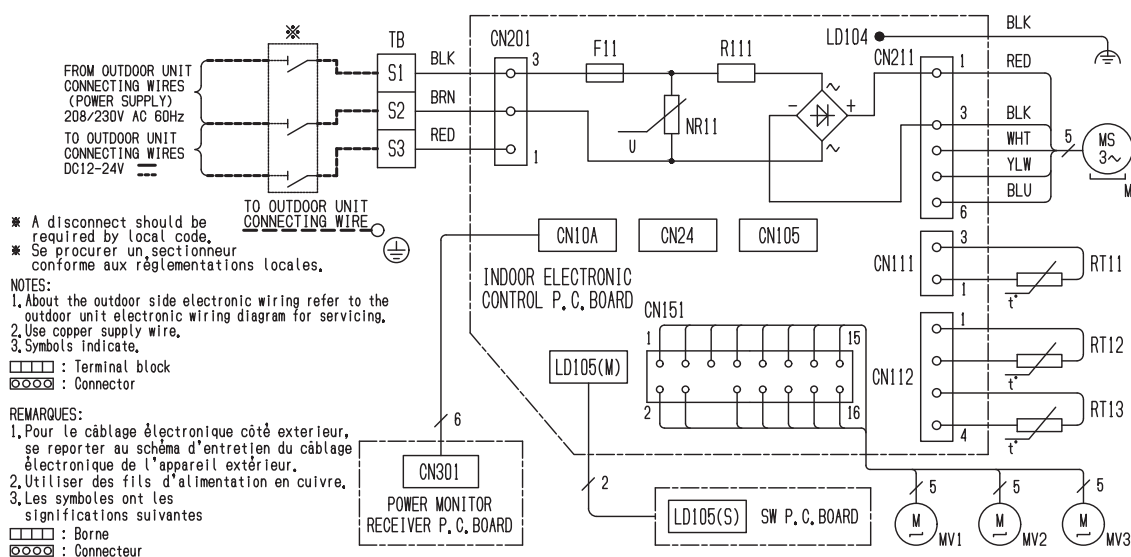 ※
TB
CN201
LD104
BLK
FROM OUTDOOR UNIT
CONNECTING WIRES
(POWER SUPPLY)
208/230V AC 60Hz
TO OUTDOOR UNIT
CONNECTING WIRES
DC12-24V
S1
S2
S3
BLK
BRN
RED
3
1
F11
R111
NR11
U
~
~
-
+
CN211
1
3
6
RED
BLK
WHT
YLW
BLU
5
MS
3~
M
TO OUTDOOR UNIT
CONNECTING WIRE
※ A disconnect should be
required by local code.
※ Se procurer un sectionneur
conforme aux réglementations locales.
NOTES:
1. About the outdoor side electronic wiring refer to the
outdoor unit electronic wiring diagram for servicing.
2. Use copper supply wire.
3. Symbols indicate.
: Terminal block
: Connector
REMARQUES:
1. Pour le câblage électronique côté exterieur,
se reporter au schéma d'entretien du câblage
électronique de l'appareil extérieur.
2. Utiliser des fils d'alimentation en cuivre.
3. Les symboles ont les
significations suivantes
: Borne
: Connecteur
CN10A
CN24
CN105
INDOOR ELECTRONIC
CONTROL P.C.BOARD
CN151
1
15
2
16
LD105(M)
CN111
3
1
RT11
t°
CN112
1
4
RT12
t°
RT13
t°
6
CN301
POWER MONITOR
RECEIVER P.C.BOARD
2
LD105(S)
SW P.C.BOARD
5
5
5
M
MV1
M
MV2
M
MV3